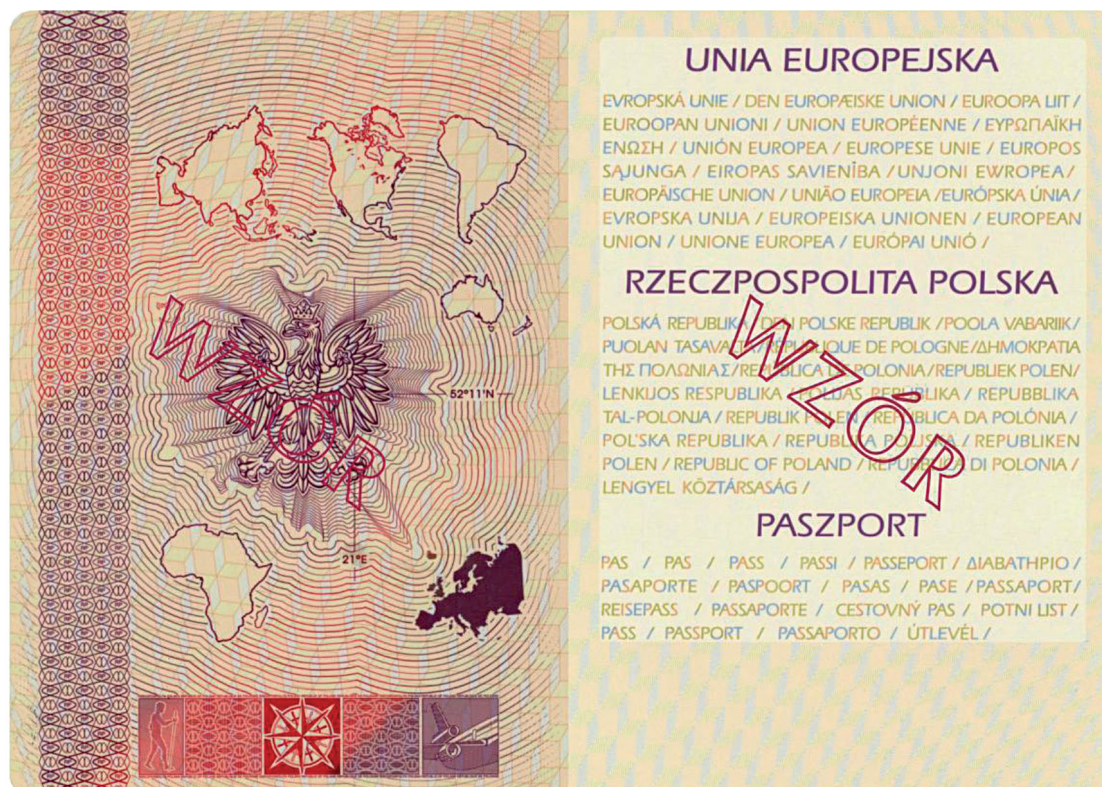 WZÓR
52°11'N
21°E
UNIA EUROPEJSKA
EVROPSKÁ UNIE / DEN EUROPÆISKE UNION / EUROOPA LIIT /
EUROOPAN UNIONI / UNION EUROPÉENNE / ΕΥΡΩΠΑΪΚΗ
ΕΝΩΣΗ / UNIÓN EUROPEA / EUROPESE UNIE / EUROPOS
SĄJUNGA / EIROPAS SAVIENĪBA /UNJONI EWROPEA/
EUROPÄISCHE UNION / UNIÃO EUROPEIA /EURÓPSKA ÚNIA/
EVROPSKA UNIJA / EUROPEISKA UNIONEN / EUROPEAN
UNION / UNIONE EUROPEA / EURÓPAI UNIÓ /
RZECZPOSPOLITA POLSKA
POLSKÁ REPUBLIKA POLSKE REPUBLIK /POOLA VABARIIK/
PUOLAN TASAVALTA/RÉPUBLIQUE DE POLOGNE/ΔΗΜΟΚΡΑΤΙΑ
ΤΗΣ ΠΟΛΩΝΙΑΣ/REPÚBLICA DE POLONIA/REPUBLIEK POLEN/
LENKIJOS RESPUBLIKA / POLIJAS REPUBLIKA / REPUBBLIKA
TAL-POLONJA / REPUBLIK POLEN /REPÚBLICA DA POLÓNIA/
POL'SKA REPUBLIKA / REPUBLIKA POLJSKA / REPUBLIKEN
POLEN / REPUBLIC OF POLAND / REPUBBLICA DI POLONIA /
LENGYEL KÖZTÁRSASÁG /
WZÓR
PASZPORT
PAS / PAS / PASS / PASSI / PASSEPORT / ΔΙΑΒΑΤΗΡΙΟ /
PASAPORTE / PASPOORT / PASAS / PASE /PASSAPORT/
REISEPASS / PASSAPORTE / CESTOVNÝ PAS / POTNI LIST /
PASS / PASSPORT / PASSAPORTO / ÚTLEVÉL /